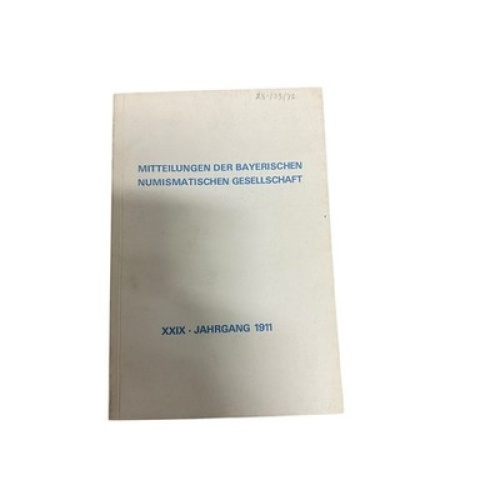 MITTEILUNGEN DER BAYERISCHEN
NUMISMATISCHEN GESELLSCHAFT
XXIX · JAHRGANG 1911